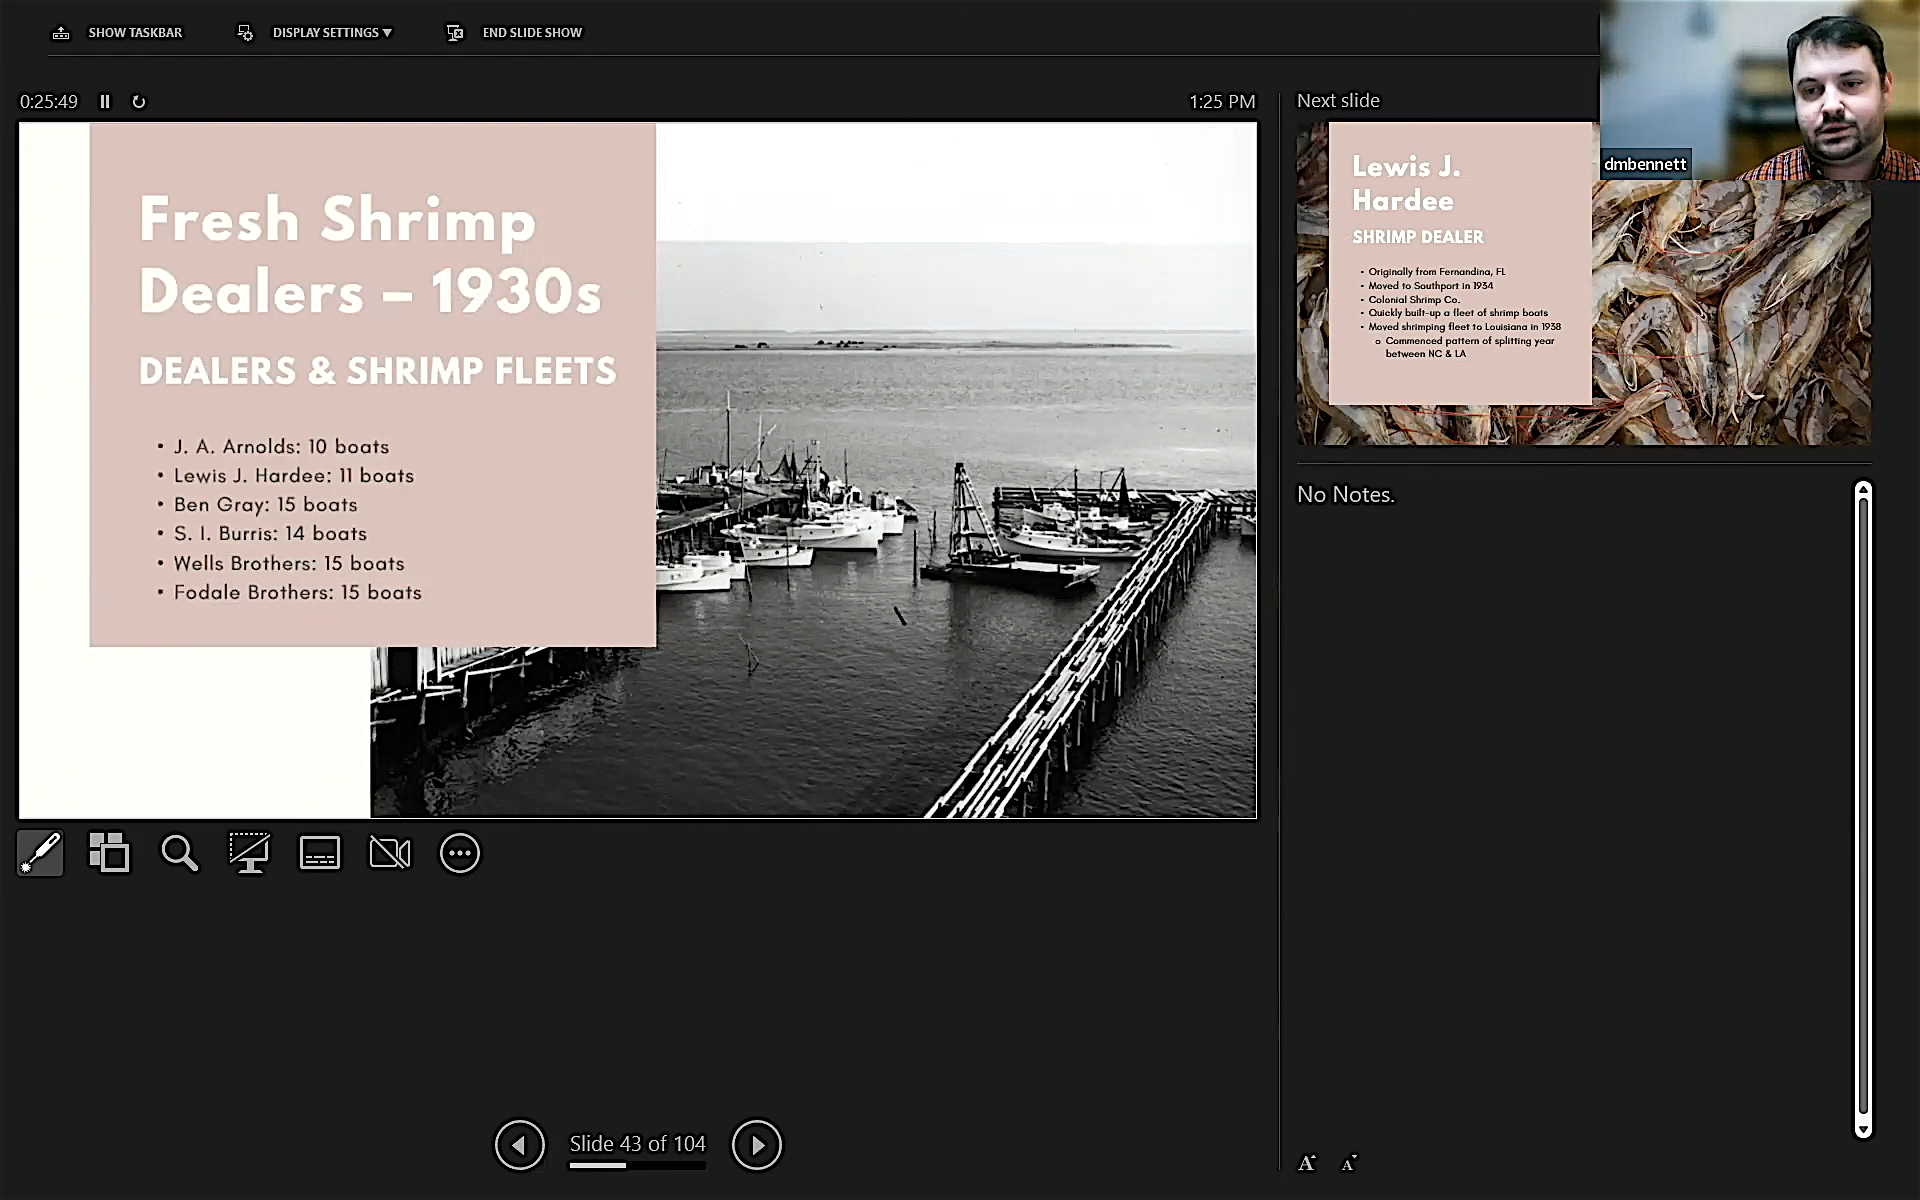 SHOW TASKBAR
DISPLAY SETTINGS ▼
END SLIDE SHOW
0:25:49
1:25 PM
Fresh Shrimp
Dealers – 1930s
DEALERS & SHRIMP FLEETS
• J. A. Arnolds: 10 boats
• Lewis J. Hardee: 11 boats
• Ben Gray: 15 boats
• S. I. Burris: 14 boats
• Wells Brothers: 15 boats
• Fodale Brothers: 15 boats
Slide 43 of 104
Next slide
dmbennett
Lewis J.
Hardee
SHRIMP DEALER
• Originally from Fernandina, FL
• Moved to Southport in 1934
• Colonial Shrimp Co.
• Quickly built-up a fleet of shrimp boats
• Moved shrimping fleet to Louisiana in 1938
o Commenced pattern of splitting year
between NC & LA
No Notes.
A A